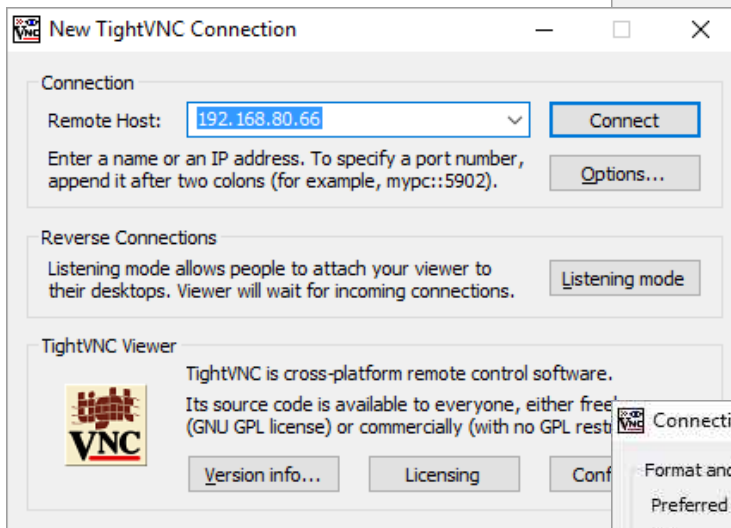 New TightVNC Connection
Connection
Remote Host: 192.168.80.66
Connect
Enter a name or an IP address. To specify a port number,
append it after two colons (for example, mypc::5902).
Options...
Reverse Connections
Listening mode allows people to attach your viewer to
their desktops. Viewer will wait for incoming connections.
Listening mode
TightVNC Viewer
TightVNC is cross-platform remote control software.
Its source code is available to everyone, either
(GNU GPL license) or commercially (with no GPL
tight
VNC
Version info...
Licensing
Format
Preferred